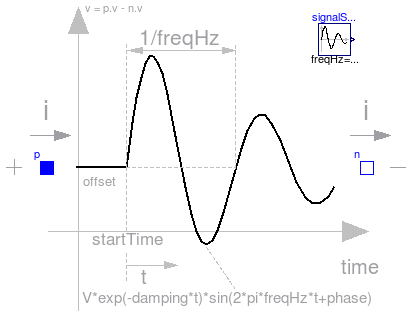 v = p.v - n.v
signalS...
1/freqHz
freqHz=...
i
i
p
n
offset
startTime
time
t
V*exp(-damping*t)*sin(2*pi*freqHz*t+phase)